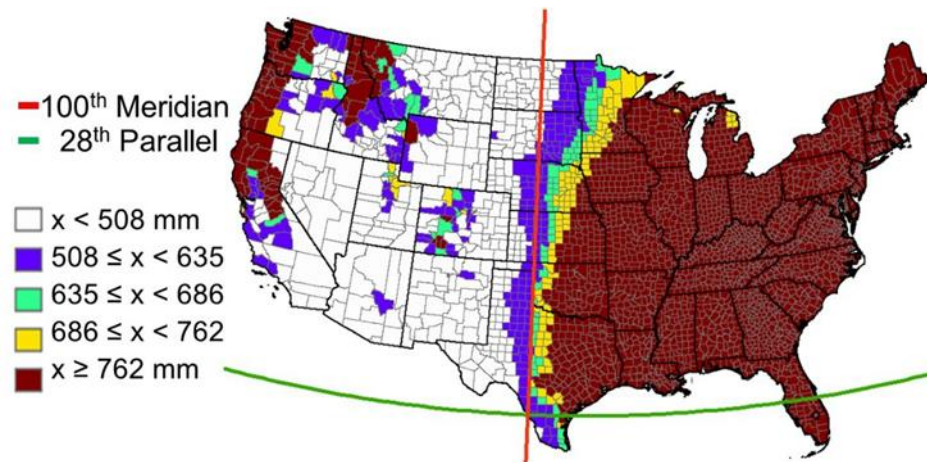 100th Meridian
28th Parallel
x < 508 mm
508 ≤ x < 635
635 ≤ x < 686
686 ≤ x < 762
x ≥ 762 mm